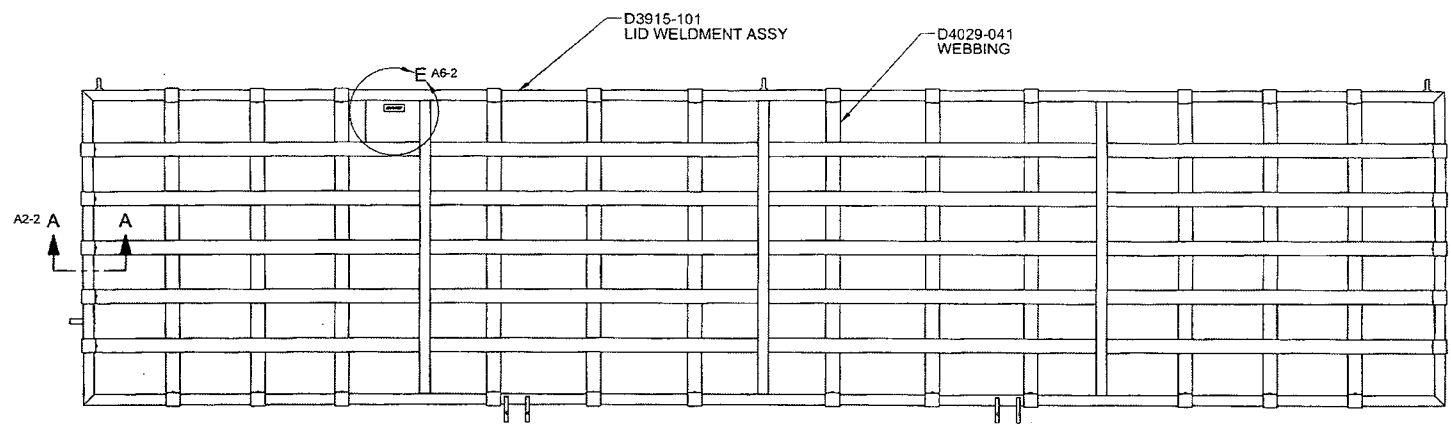 D3915-101
LID WELDMENT ASSY
D4029-041
WEBBING
E A6-2
A2-2 A A